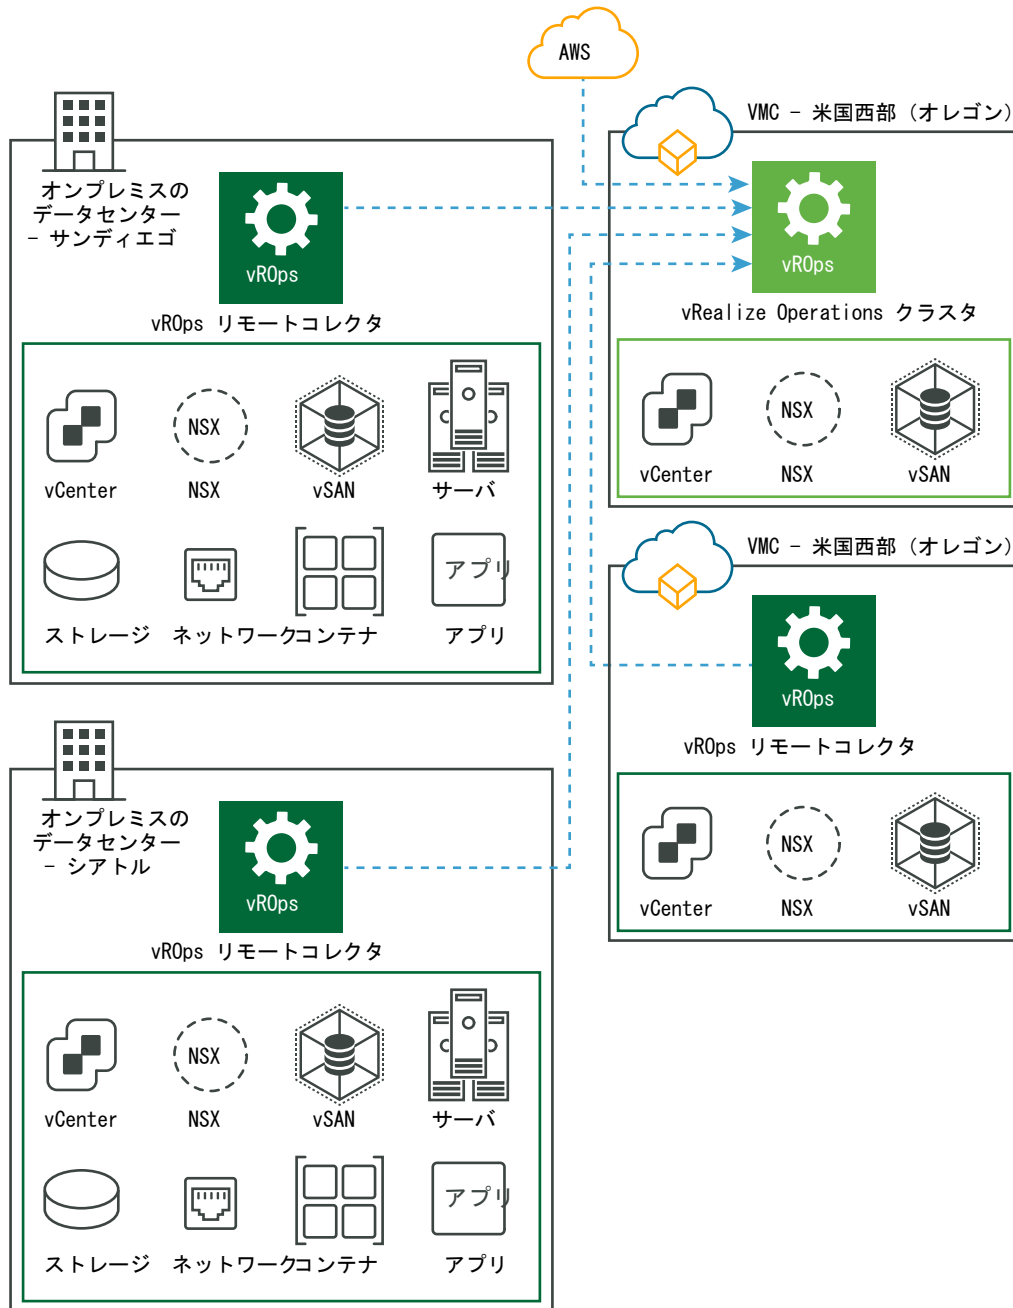 AWS
VMC - 米国西部（オレゴン）
オンプレミスの
データセンター
- サンディエゴ
vROps
vROps リモートコレクタ
vROps
vRealize Operations クラスタ
NSX
vCenter
NSX
vSAN
サーバ
アプリ
ストレージ
ネットワーク
コンテナ
アプリ
NSX
vCenter
NSX
vSAN
VMC - 米国西部（オレゴン）
vROps
vROps リモートコレクタ
NSX
vCenter
NSX
vSAN
オンプレミスの
データセンター
- シアトル
vROps
vROps リモートコレクタ
NSX
vCenter
NSX
vSAN
サーバ
アプリ
ストレージ
ネットワーク
コンテナ
アプリ